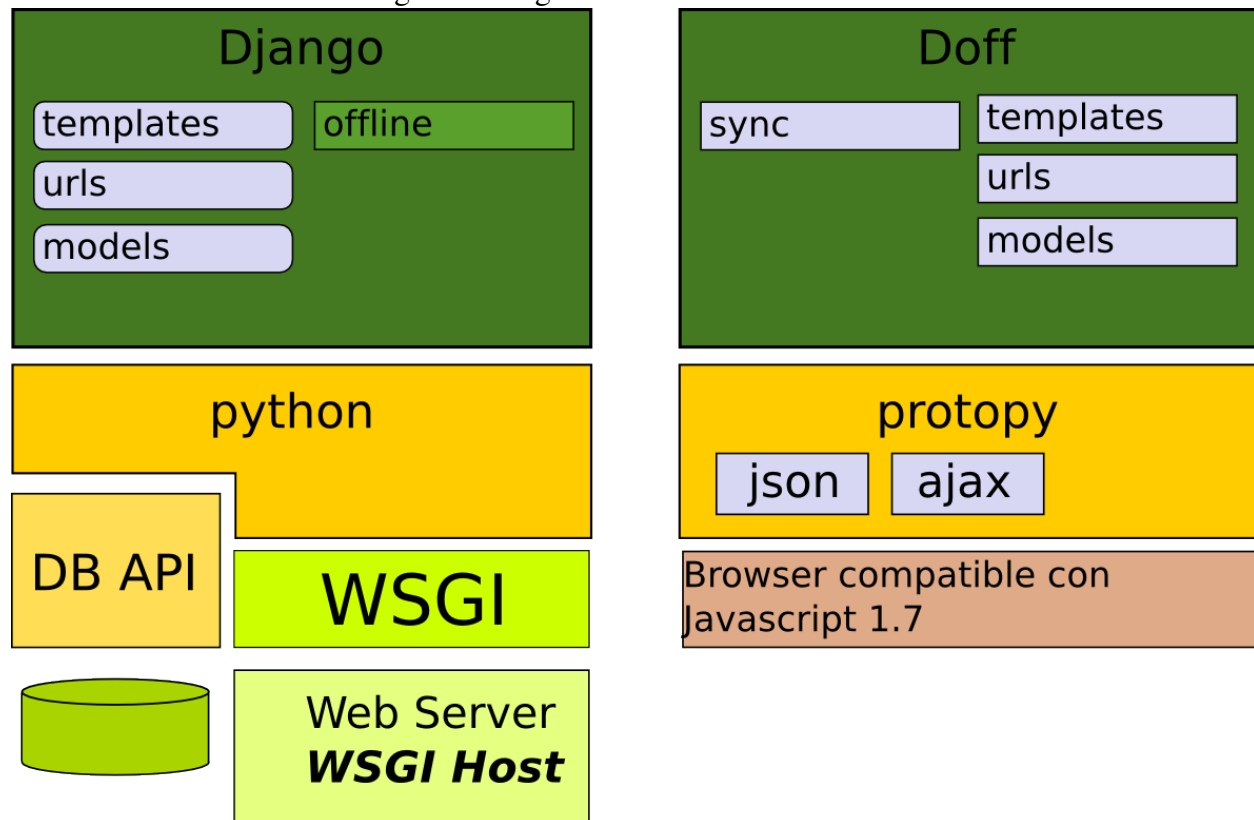 Django
templates
offline
urls
models
Doff
sync
templates
urls
models
python
protopy
json
ajax
DB API
WSGI
Browser compatible con
Javascript 1.7
Web Server
WSGI Host